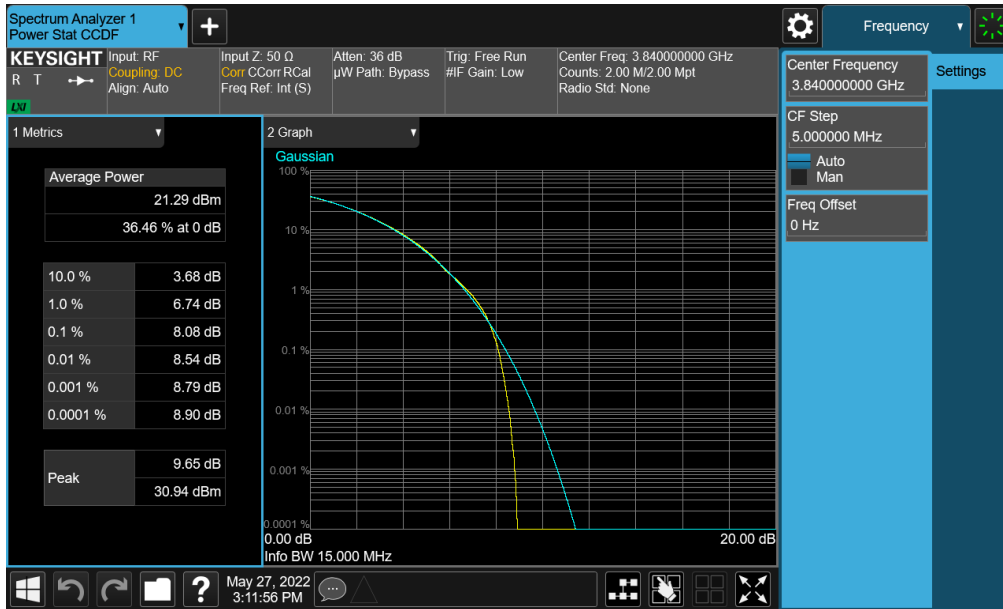 Spectrum Analyzer 1
Power Stat CCDF
+
Frequency
KEYSIGHT
R T
LXI
Input: RF
Coupling: DC
Align: Auto
Input Z: 50 Ω
Corr CCorr RCal
Freq Ref: Int (S)
Atten: 36 dB
µW Path: Bypass
Trig: Free Run
#IF Gain: Low
Center Freq: 3.840000000 GHz
Counts: 2.00 M/2.00 Mpt
Radio Std: None
Center Frequency
3.840000000 GHz
Settings
CF Step
5.000000 MHz
Auto
Man
Freq Offset
0 Hz
1 Metrics
Average Power
21.29 dBm
36.46 % at 0 dB
10.0 % 3.68 dB
1.0 % 6.74 dB
0.1 % 8.08 dB
0.01 % 8.54 dB
0.001 % 8.79 dB
0.0001 % 8.90 dB
Peak
9.65 dB
30.94 dBm
2 Graph
Gaussian
100 %
10 %
1 %
0.1 %
0.01 %
0.001 %
0.0001 %
0.00 dB 20.00 dB
Info BW 15.000 MHz
?
May 27, 2022
3:11:56 PM